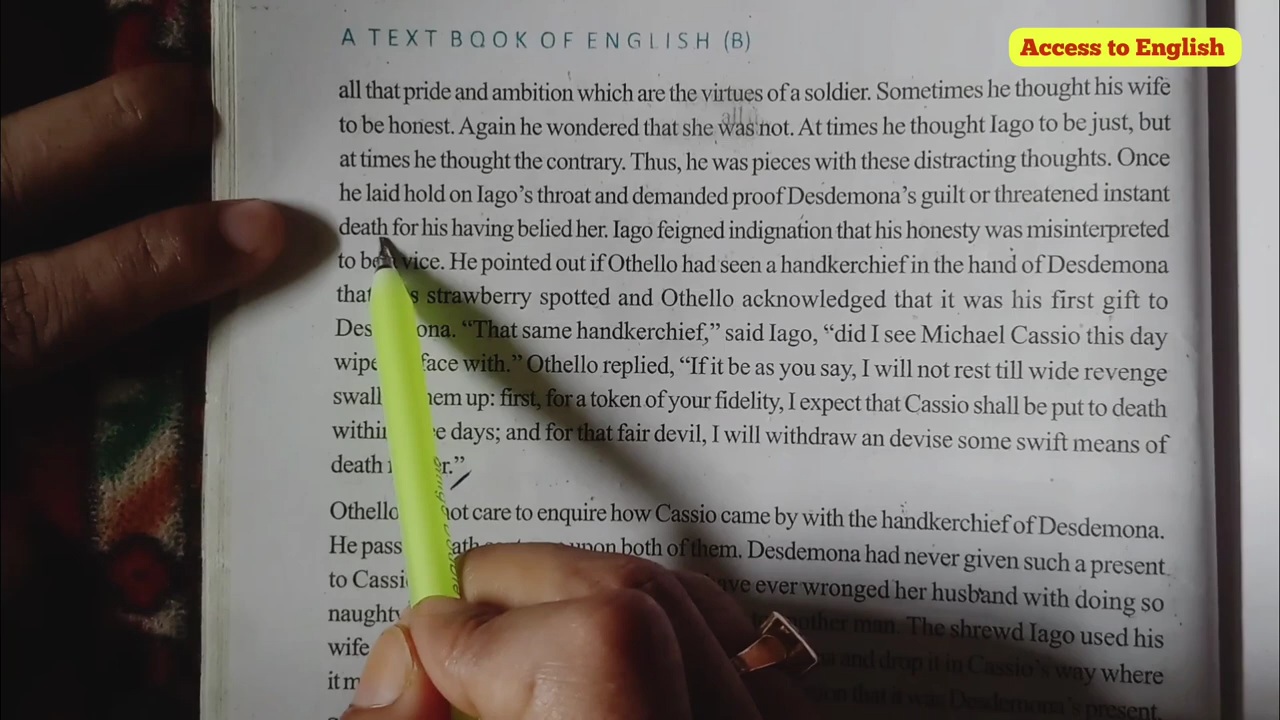 A TEXT BOOK OF ENGLISH (B)
Access to English
all that pride and ambition which are the virtues of a soldier. Sometimes he thought his wife
to be honest. Again he wondered that she was not. At times he thought Iago to be just, but
at times he thought the contrary. Thus, he was pieces with these distracting thoughts. Once
he laid hold on Iago's throat and demanded proof Desdemona's guilt or threatened instant
death for his having belied her. Iago feigned indignation that his honesty was misinterpreted
to be vice. He pointed out if Othello had seen a handkerchief in the hand of Desdemona
strawberry spotted and Othello acknowledged that it was his first gift to
"That same handkerchief," said Iago, "did I see Michael Cassio this day
wipe face with." Othello replied, "If it be as you say, I will not rest till wide revenge
up: first, for a token of your fidelity, I expect that Cassio shall be put to death
days; and for that fair devil, I will withdraw an devise some swift means of
death
Othello not care to enquire how Cassio came by with the handkerchief of Desdemona.
He upon both of them. Desdemona had never given such a present
to ever wronged her husband with doing so
naughty another man. The shrewd Iago used his
wife and drop it in Cassio's way where
that it was Desdemona's present